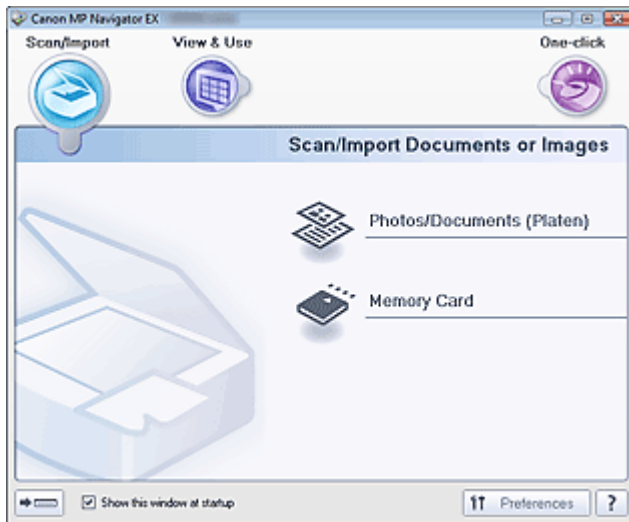 Canon MP Navigator EX
Scan/Import
View & Use
One-click
Scan/Import Documents or Images
Photos/Documents (Platen)
Memory Card
Show this window at startup
Preferences
?